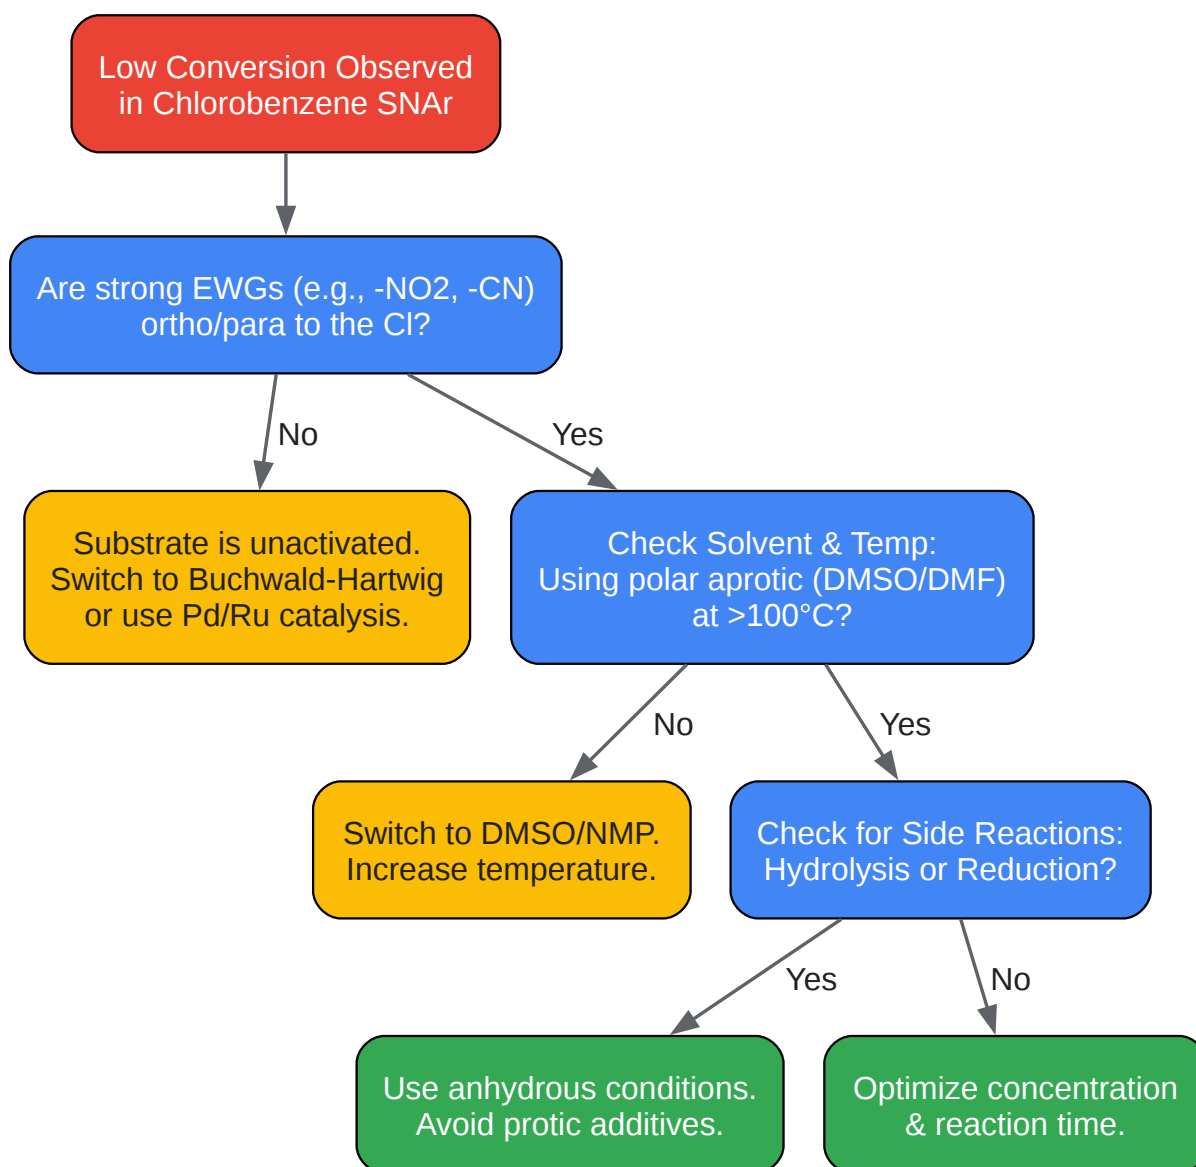 Low Conversion Observed
in Chlorobenzene SNAr
Are strong EWGs (e.g., -NO2, -CN)
ortho/para to the Cl?
No
Yes
Substrate is unactivated.
Switch to Buchwald-Hartwig
or use Pd/Ru catalysis.
Check Solvent & Temp:
Using polar aprotic (DMSO/DMF)
at >100°C?
No
Yes
Switch to DMSO/NMP.
Increase temperature.
Check for Side Reactions:
Hydrolysis or Reduction?
Yes
No
Use anhydrous conditions.
Avoid protic additives.
Optimize concentration
& reaction time.